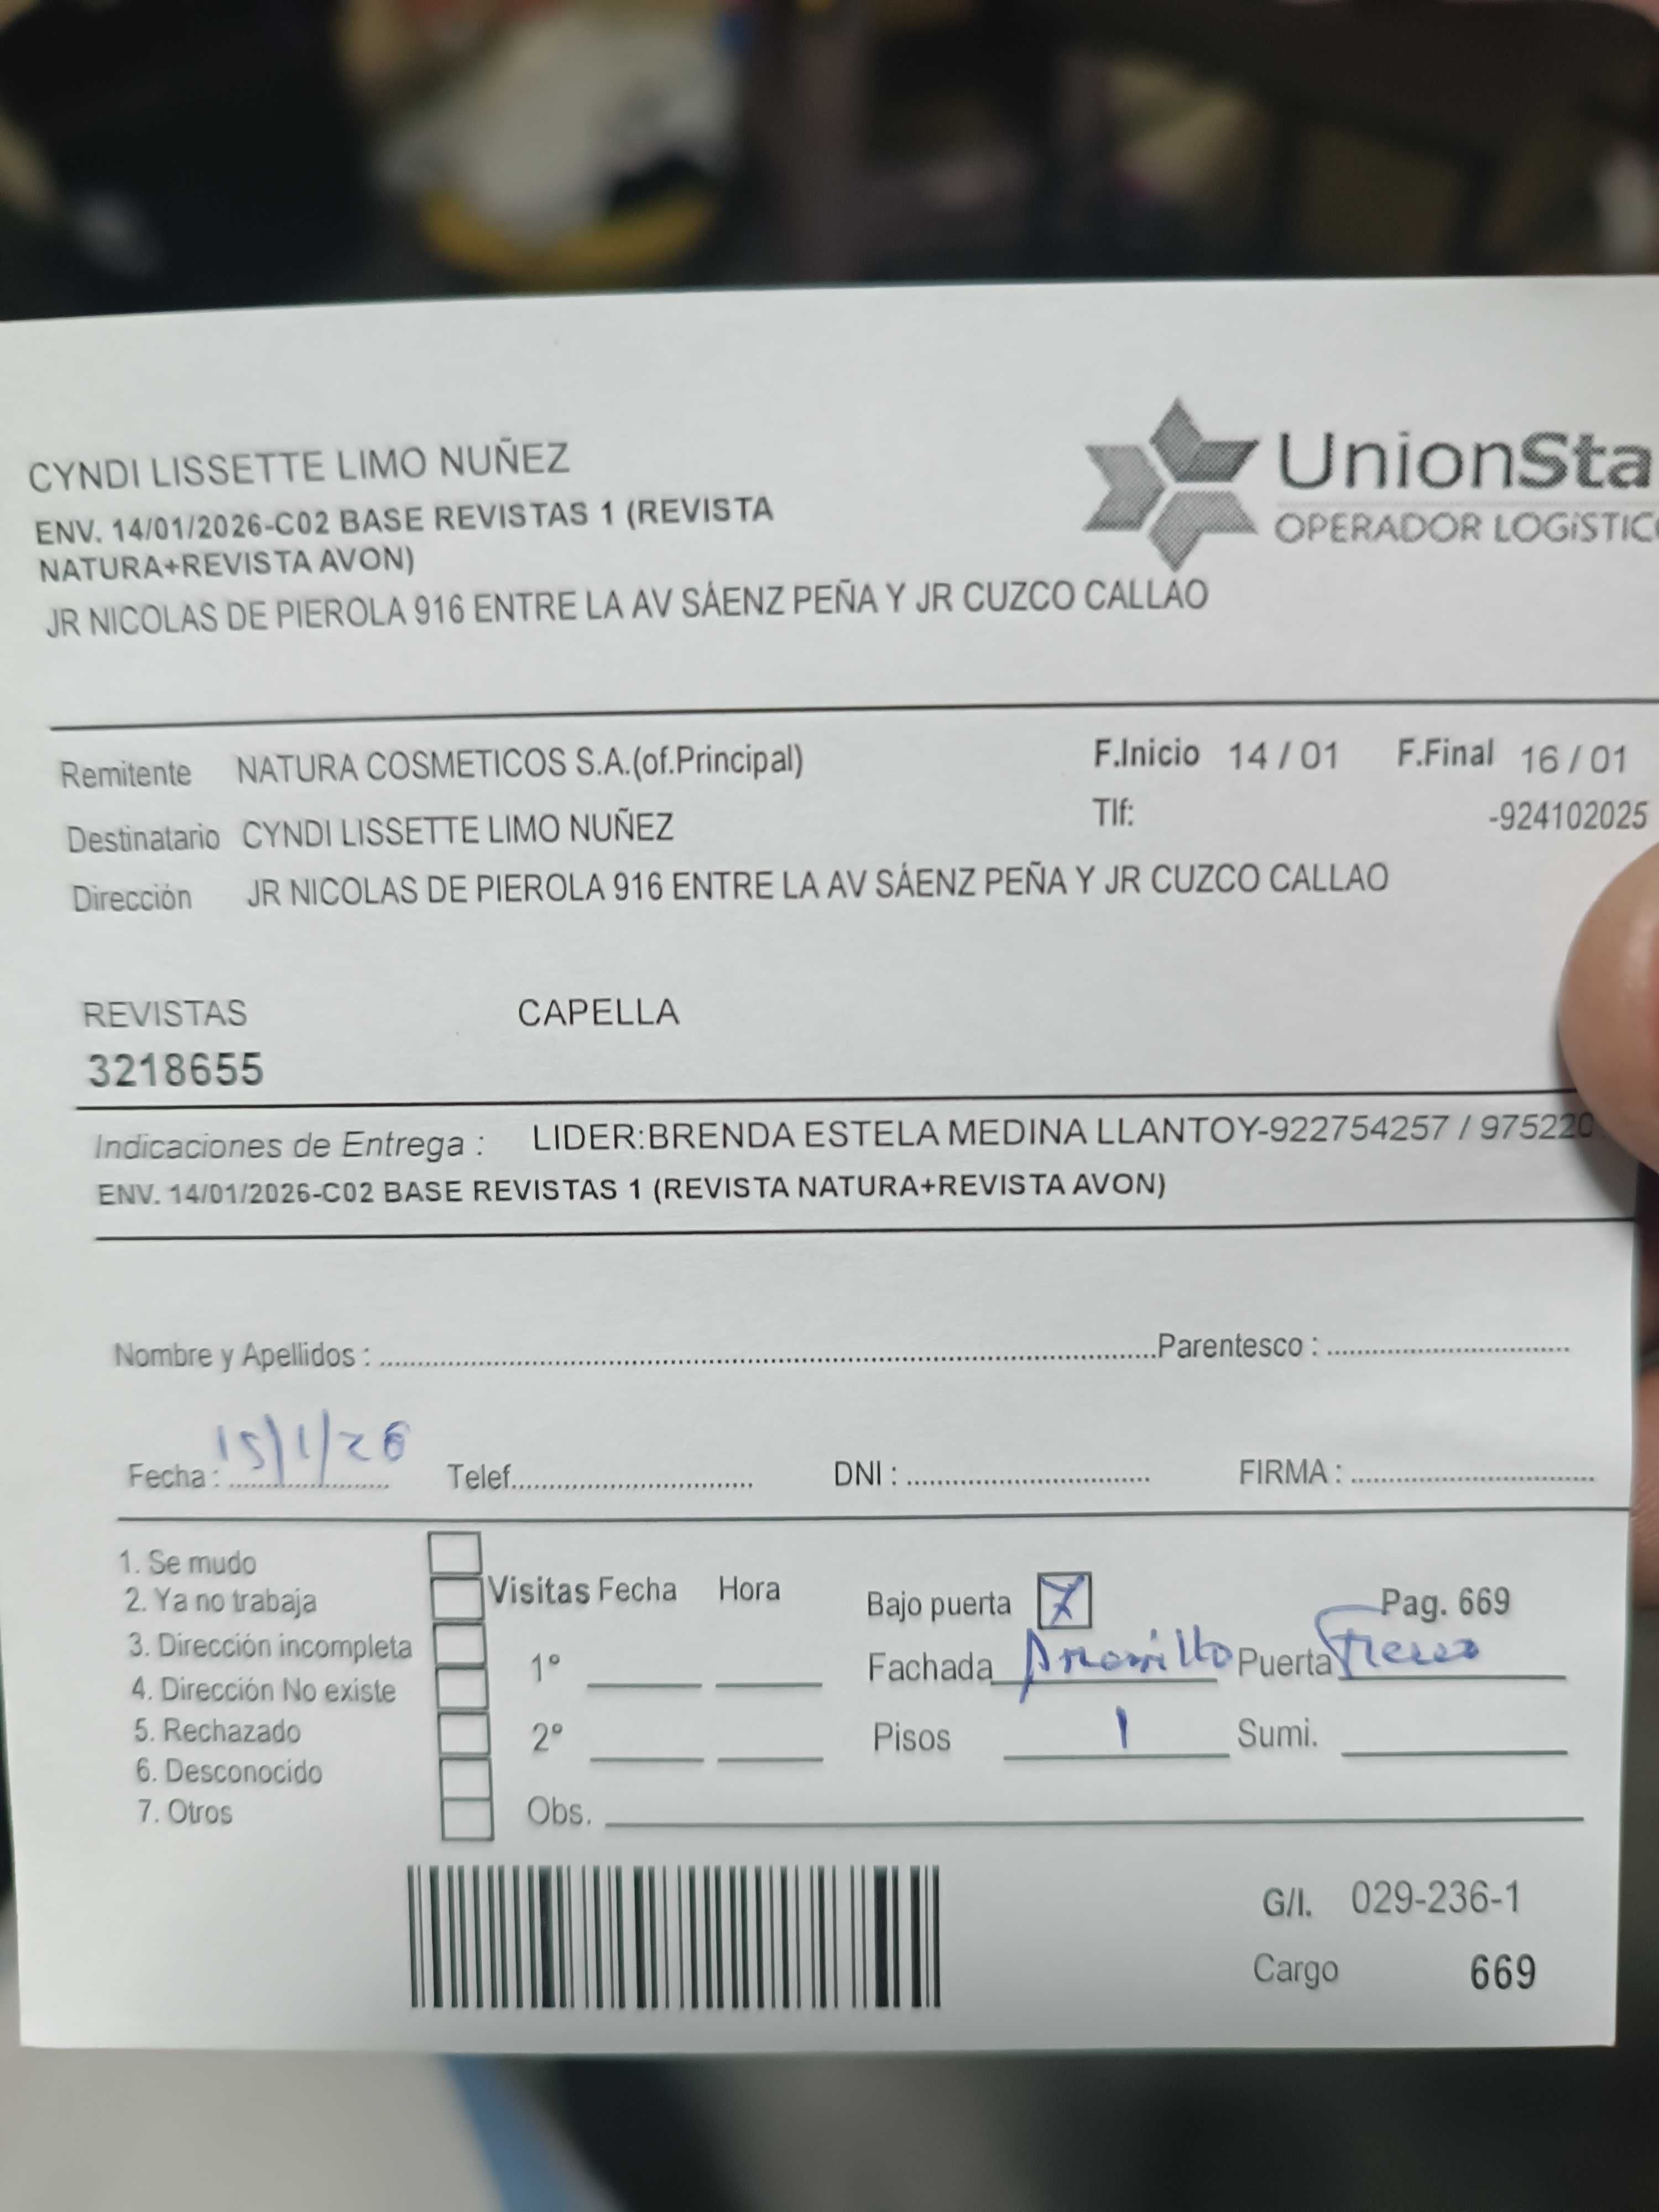 CYNDI LISSETTE LIMO NUÑEZ
ENV. 14/01/2026-C02 BASE REVISTAS 1 (REVISTA
NATURA+REVISTA AVON)
JR NICOLAS DE PIEROLA 916 ENTRE LA AV SÁENZ PEÑA Y JR CUZCO CALLAO
UnionSta
OPERADOR LOGíSTIC
Remitente NATURA COSMETICOS S.A.(of.Principal) F.Inicio 14 / 01 F.Final 16 / 01
Destinatario CYNDI LISSETTE LIMO NUÑEZ Tlf: -924102025
Dirección JR NICOLAS DE PIEROLA 916 ENTRE LA AV SÁENZ PEÑA Y JR CUZCO CALLAO
REVISTAS CAPELLA
3218655
Indicaciones de Entrega : LIDER:BRENDA ESTELA MEDINA LLANTOY-922754257 / 975220
ENV. 14/01/2026-C02 BASE REVISTAS 1 (REVISTA NATURA+REVISTA AVON)
Nombre y Apellidos : Parentesco :
Fecha : 15/1/26 Telef. DNI : FIRMA :
1. Se mudo
2. Ya no trabaja
3. Dirección incompleta
4. Dirección No existe
5. Rechazado
6. Desconocido
7. Otros
Visitas Fecha Hora
1º
2º
Obs.
Bajo puerta X Pag. 669
Fachada Amarillo Puerta
Pisos 1 Sumi.
G/I. 029-236-1
Cargo 669